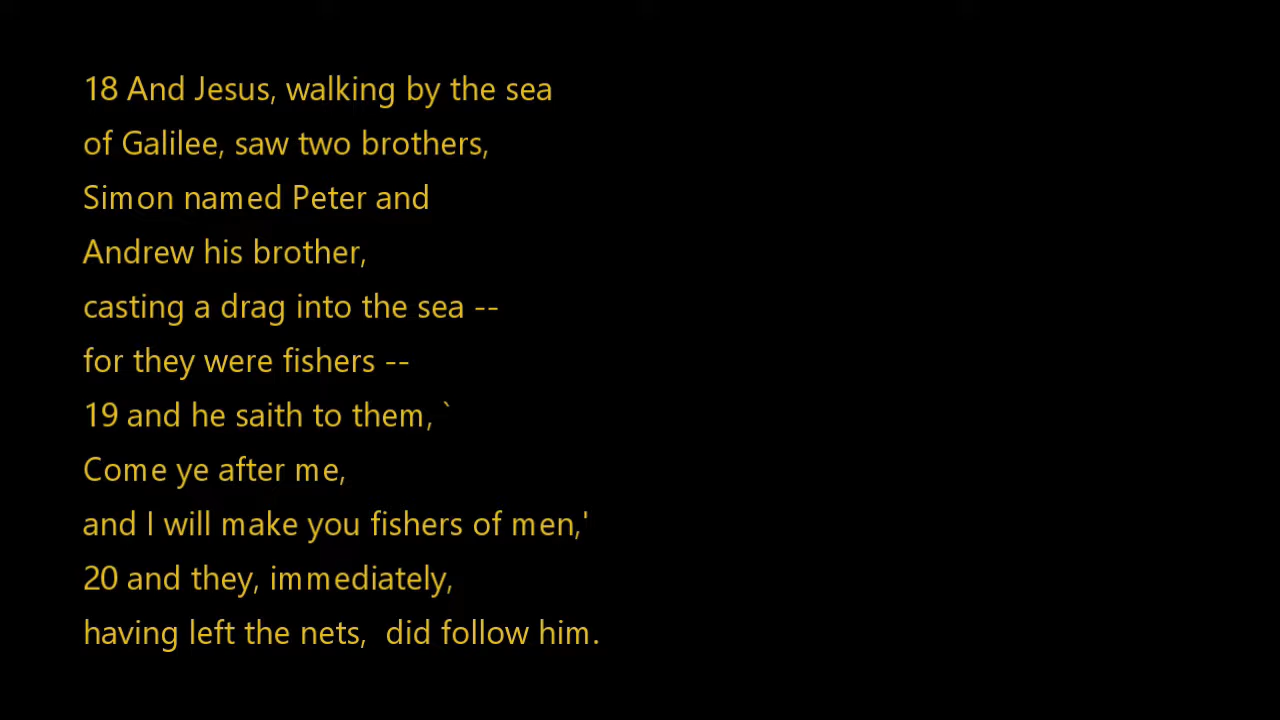 18 And Jesus, walking by the sea
of Galilee, saw two brothers,
Simon named Peter and
Andrew his brother,
casting a drag into the sea --
for they were fishers --
19 and he saith to them, `
Come ye after me,
and I will make you fishers of men,'
20 and they, immediately,
having left the nets,  did follow him.